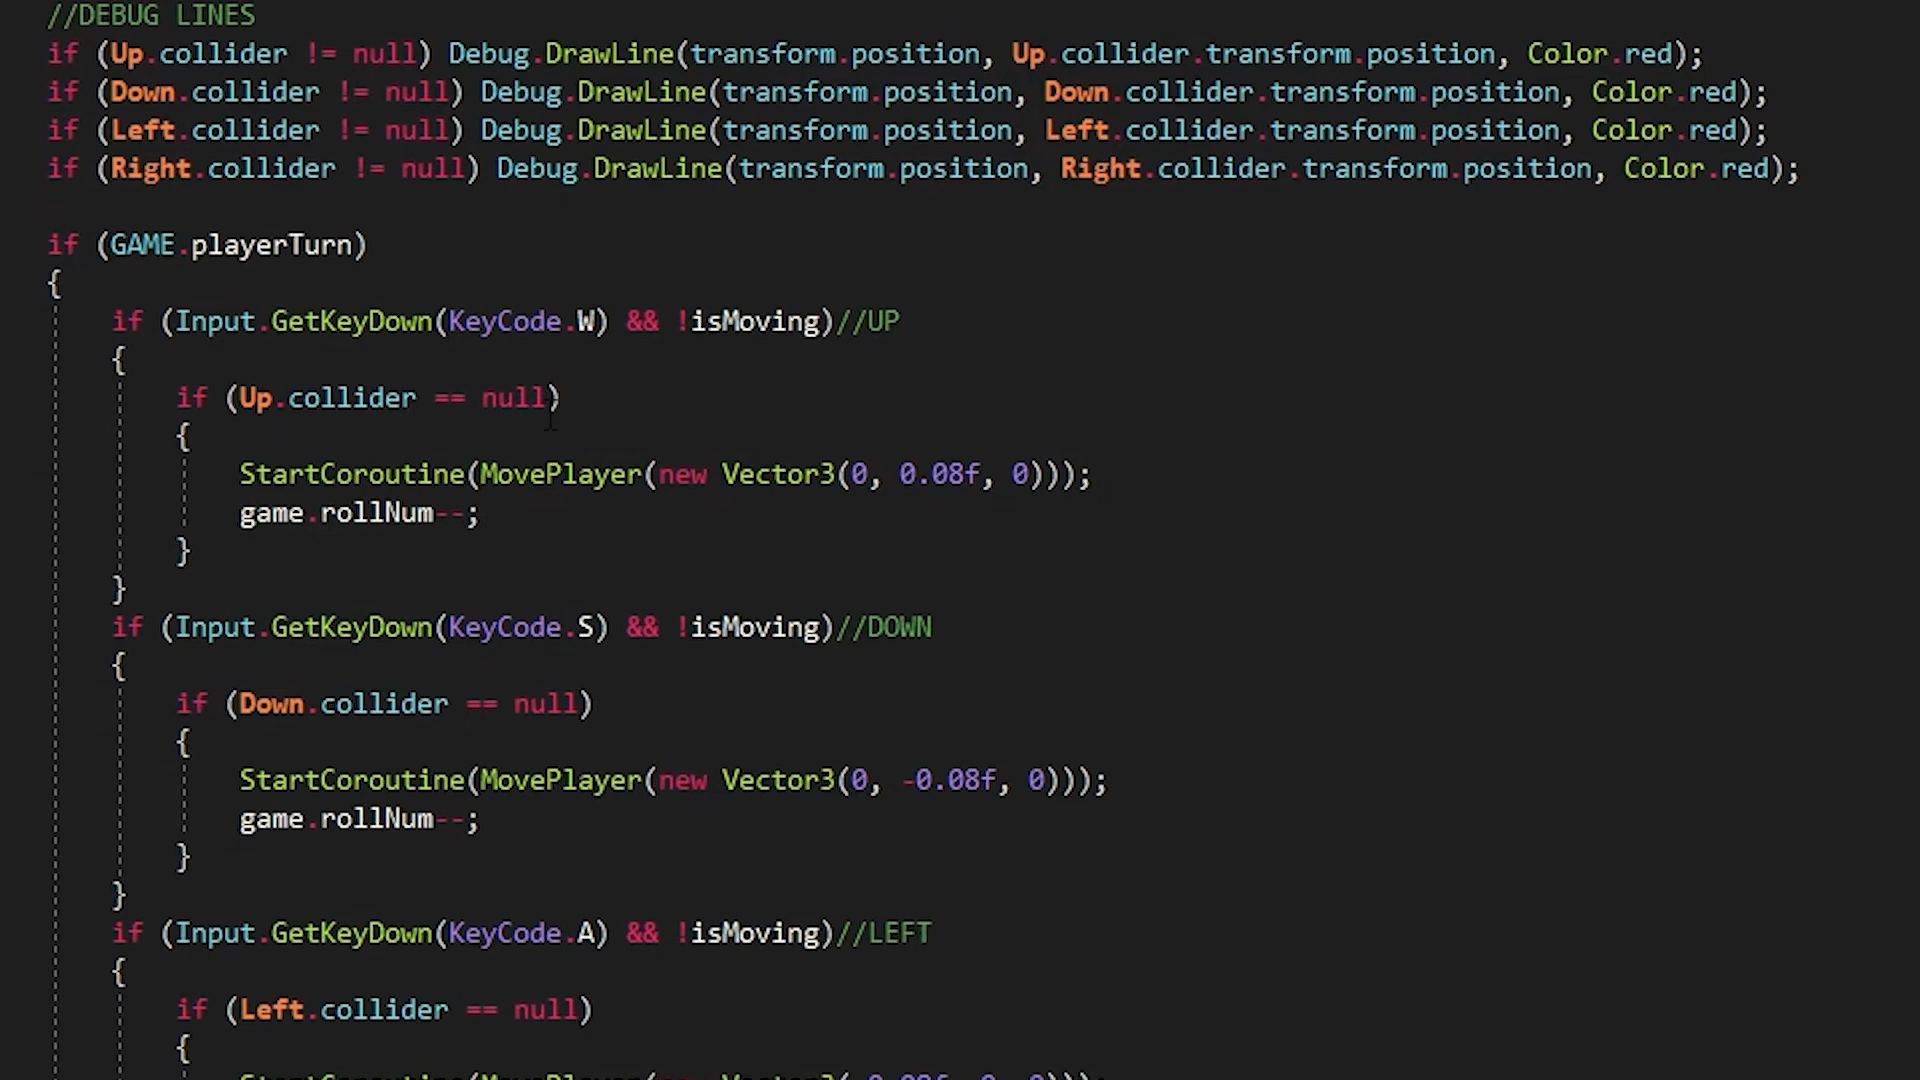 //DEBUG LINES
if (Up.collider != null) Debug.DrawLine(transform.position, Up.collider.transform.position, Color.red);
if (Down.collider != null) Debug.DrawLine(transform.position, Down.collider.transform.position, Color.red);
if (Left.collider != null) Debug.DrawLine(transform.position, Left.collider.transform.position, Color.red);
if (Right.collider != null) Debug.DrawLine(transform.position, Right.collider.transform.position, Color.red);
if (GAME.playerTurn)
{
if (Input.GetKeyDown(KeyCode.W) && !isMoving)//UP
{
if (Up.collider == null)
{
StartCoroutine(MovePlayer(new Vector3(0, 0.08f, 0)));
game.rollNum--;
}
}
if (Input.GetKeyDown(KeyCode.S) && !isMoving)//DOWN
{
if (Down.collider == null)
{
StartCoroutine(MovePlayer(new Vector3(0, -0.08f, 0)));
game.rollNum--;
}
}
if (Input.GetKeyDown(KeyCode.A) && !isMoving)//LEFT
{
if (Left.collider == null)
{